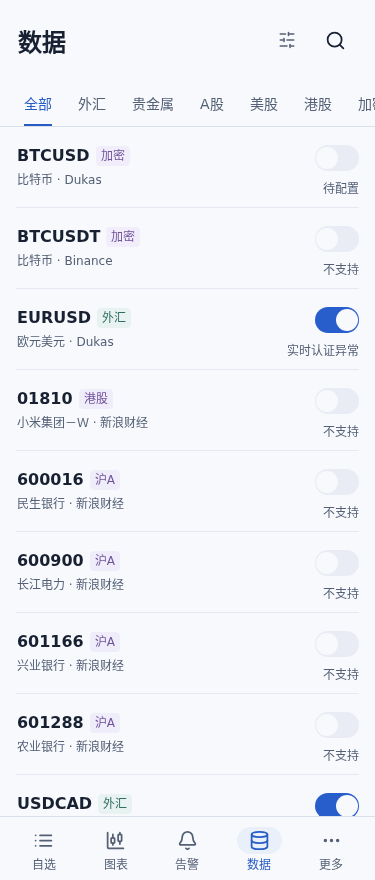 数据
全部 外汇 贵金属 A股 美股 港股
BTCUSD 加密
比特币 · Dukas
待配置
BTCUSDT 加密
比特币 · Binance
不支持
EURUSD 外汇
欧元美元 · Dukas
实时认证异常
01810 港股
小米集团－W · 新浪财经
不支持
600016 沪A
民生银行 · 新浪财经
不支持
600900 沪A
长江电力 · 新浪财经
不支持
601166 沪A
兴业银行 · 新浪财经
不支持
601288 沪A
农业银行 · 新浪财经
不支持
USDCAD 外汇
自选 图表 告警 数据 更多